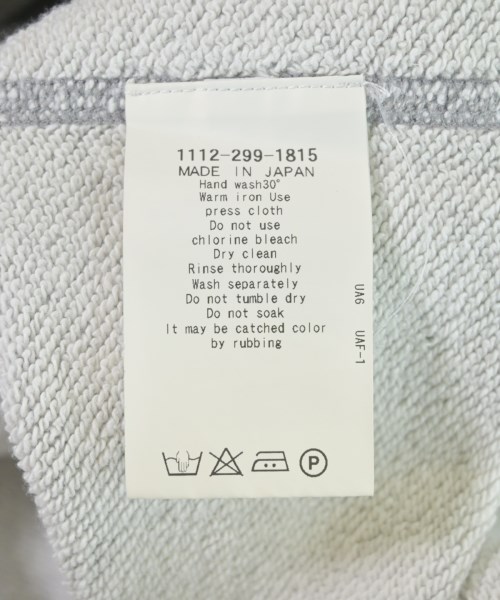 1112-299-1815
MADE IN JAPAN
Hand wash30°
Warm iron Use
press cloth
Do not use
chlorine bleach
Dry clean
Rinse thoroughly
Wash separately
Do not tumble dry
Do not soak
It may be catched color
by rubbing
UA6 UAF-1
P